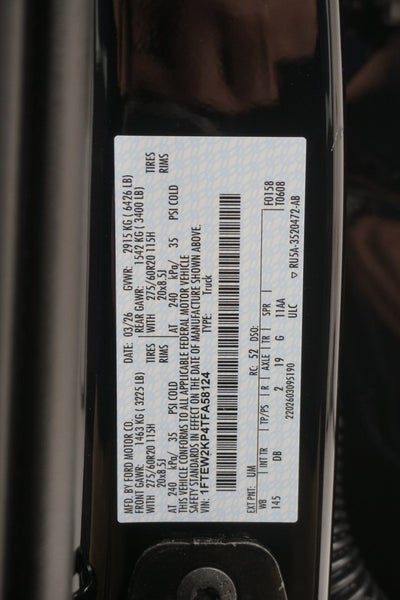 MFD. BY FORD MOTOR CO. DATE: 03/26 GVWR: 2915 KG ( 6426 LB)
FRONT GAWR: 1463 KG ( 3225 LB) REAR GAWR: 1542 KG ( 3400 LB)
WITH 275/60R20 115H TIRES WITH 275/60R20 115H TIRES
20x8.5J RIMS 20x8.5J RIMS
AT 240 kPa/ 35 PSI COLD AT 240 kPa/ 35 PSI COLD
THIS VEHICLE CONFORMS TO ALL APPLICABLE FEDERAL MOTOR VEHICLE
SAFETY STANDARDS IN EFFECT ON THE DATE OF MANUFACTURE SHOWN ABOVE.
VIN: 1FTEW2KP4TFA58124 TYPE: Truck
F0158
T0608
EXT PNT: UM RC: 52 DSO:
WB INT TR TP/PS R AXLE TR SPR
145 DB 2 19 G 11AA
ULC
2202603095190 ▽ RU5A-3520472-AB